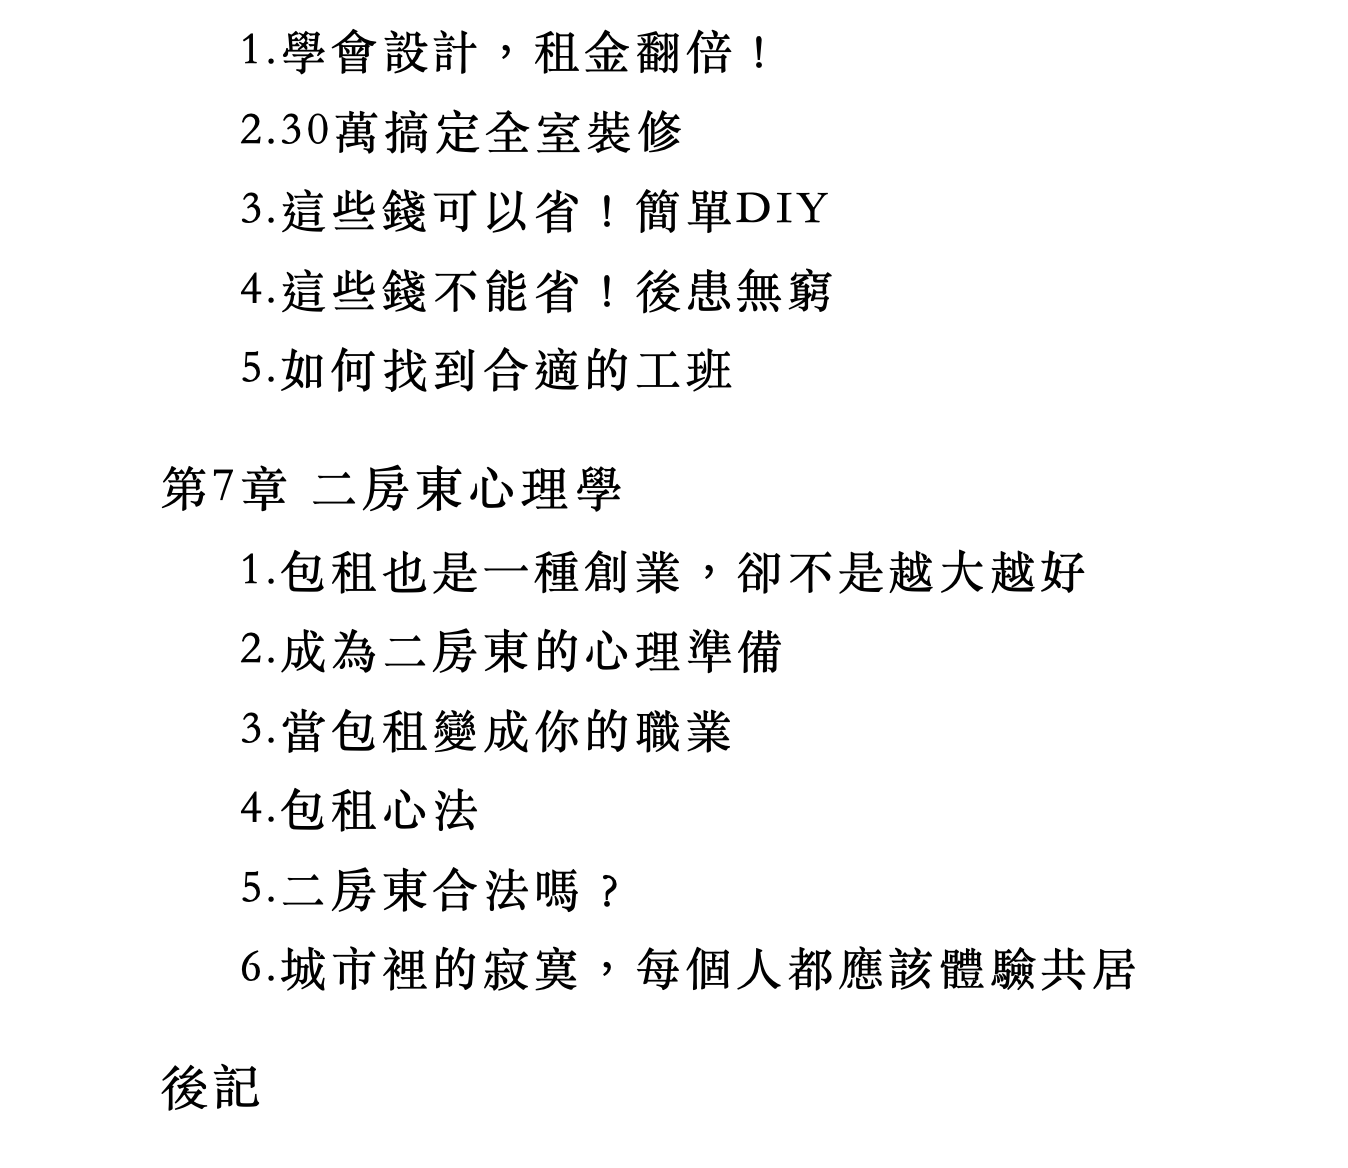 1.學會設計，租金翻倍！
2.30萬搞定全室裝修
3.這些錢可以省！簡單DIY
4.這些錢不能省！後患無窮
5.如何找到合適的工班
第7章 二房東心理學
1.包租也是一種創業，卻不是越大越好
2.成為二房東的心理準備
3.當包租變成你的職業
4.包租心法
5.二房東合法嗎？
6.城市裡的寂寞，每個人都應該體驗共居
後記